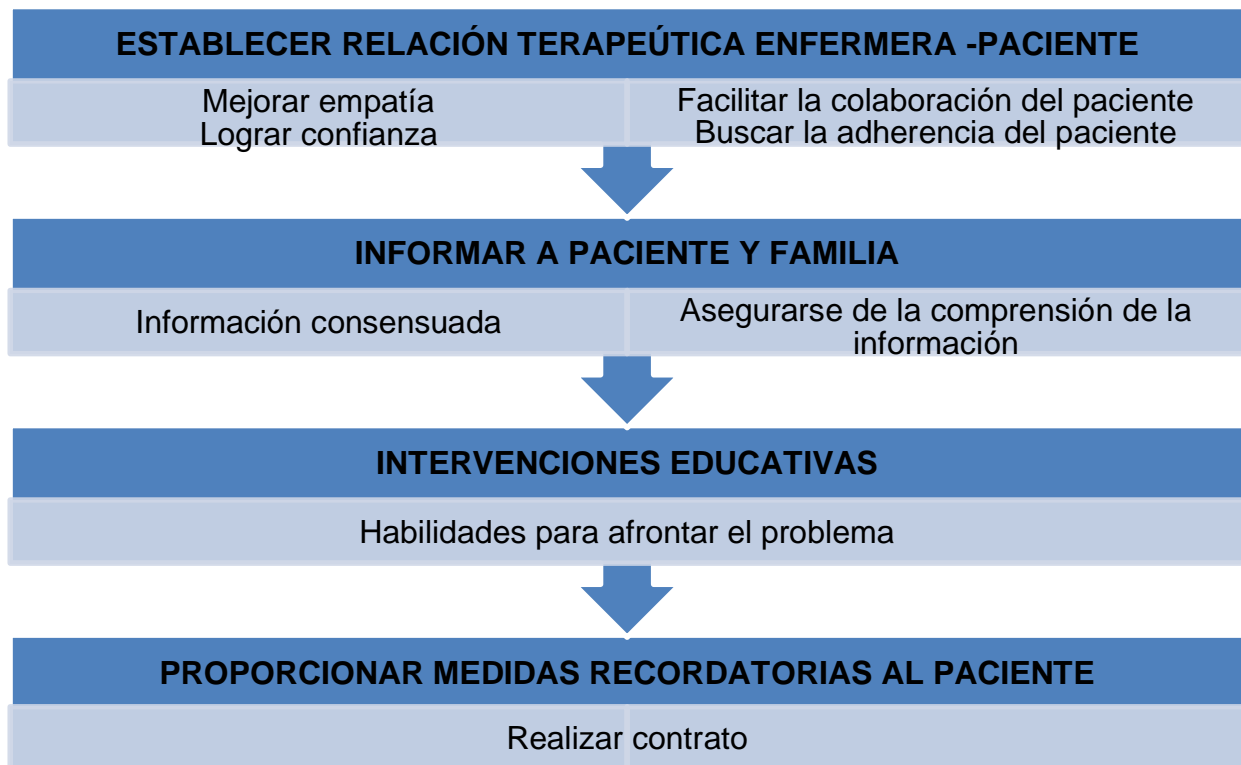 ESTABLECER RELACIÓN TERAPEÚTICA ENFERMERA -PACIENTE
Mejorar empatía
Lograr confianza
Facilitar la colaboración del paciente
Buscar la adherencia del paciente
INFORMAR A PACIENTE Y FAMILIA
Información consensuada
Asegurarse de la comprensión de la
información
INTERVENCIONES EDUCATIVAS
Habilidades para afrontar el problema
PROPORCIONAR MEDIDAS RECORDATORIAS AL PACIENTE
Realizar contrato